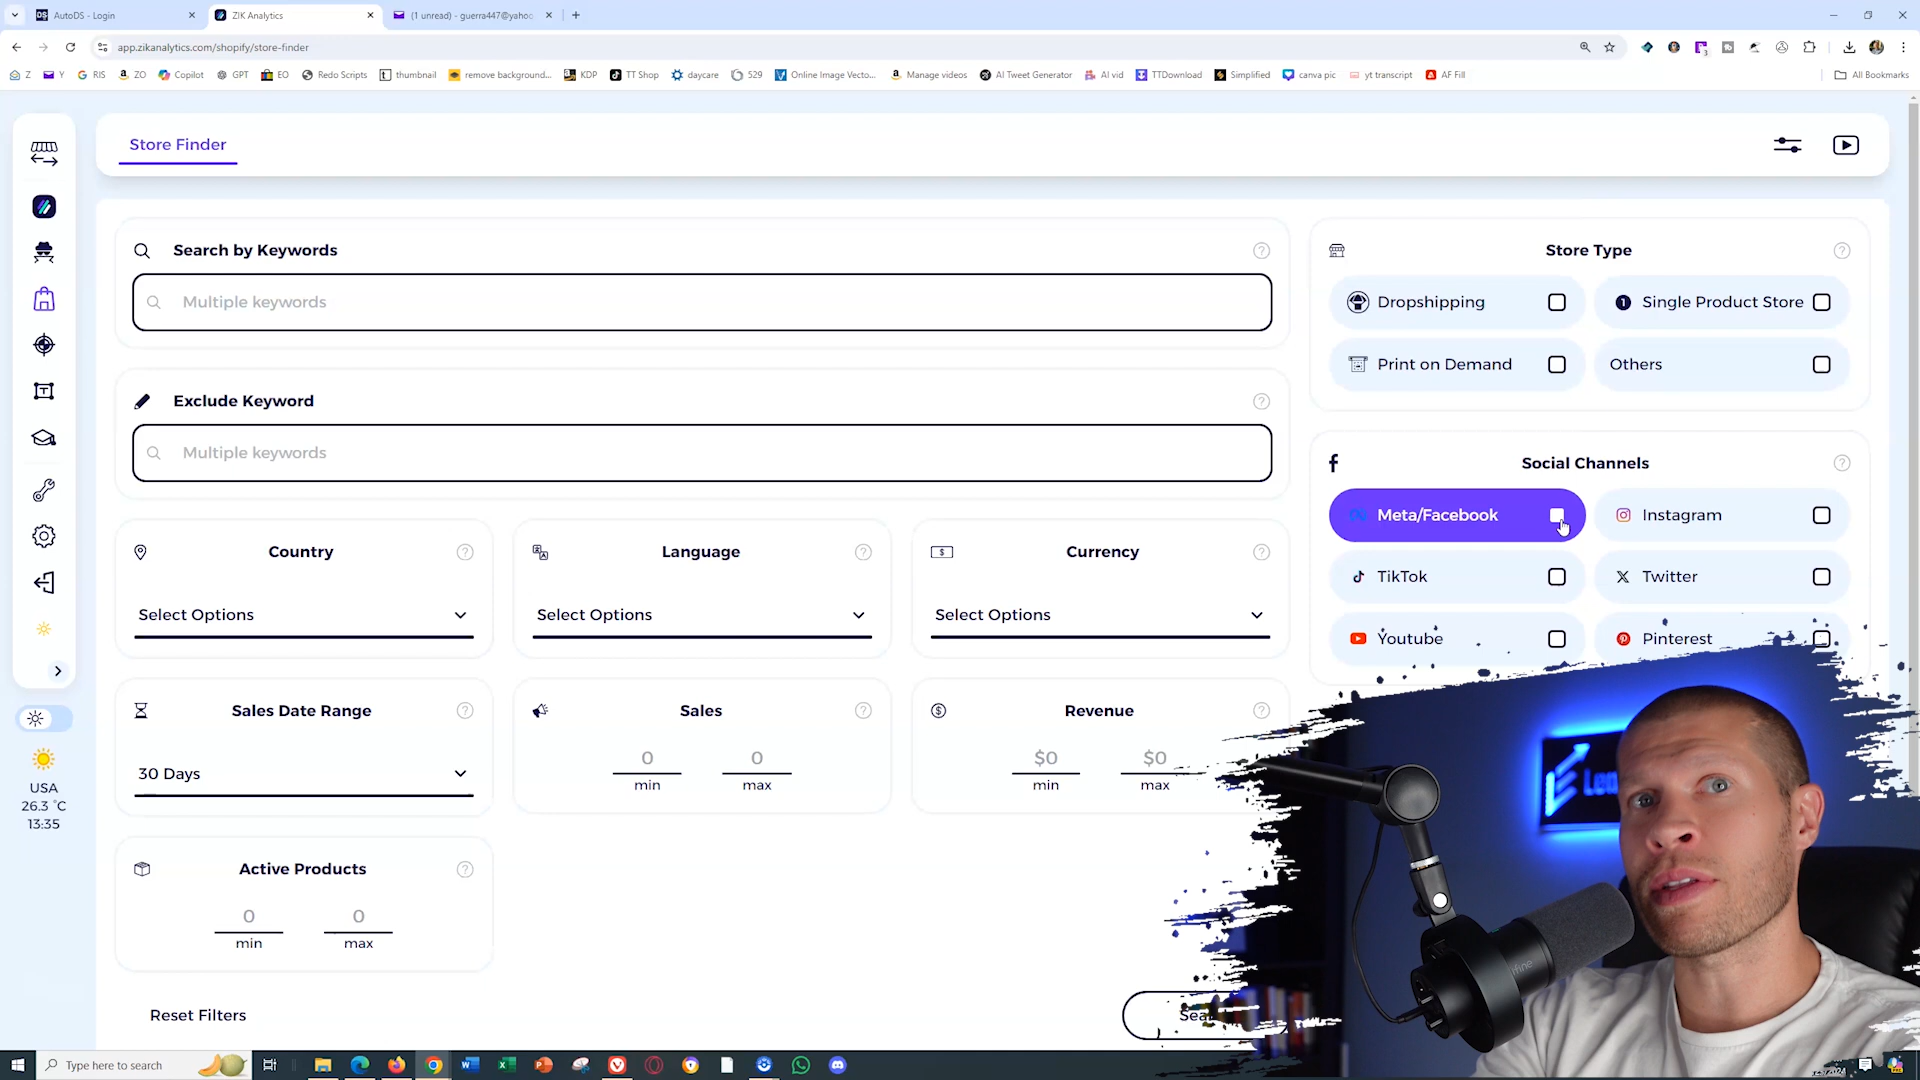 AutoDS - Login
ZIK Analytics
(1 unread) - guerra447@yahoo
app.zikanalytics.com/shopify/store-finder
Z
Y
RIS
ZO
Copilot
GPT
EO
Redo Scripts
thumbnail
remove background...
KDP
TT Shop
daycare
529
Online Image Vecto...
Manage videos
AI Tweet Generator
AI vid
TTDownload
Simplified
canva pic
yt transcript
AF Fill
All Bookmarks
Store Finder
Search by Keywords
Multiple keywords
Exclude Keyword
Multiple keywords
Store Type
Dropshipping
Single Product Store
Print on Demand
Others
Social Channels
Meta/Facebook
Instagram
TikTok
Twitter
Youtube
Pinterest
Country
Select Options
Language
Select Options
Currency
Select Options
Sales Date Range
30 Days
Sales
0
0
min
max
Revenue
$0
$0
min
max
Active Products
0
0
min
max
USA
26.3 °C
13:35
Reset Filters
Type here to search